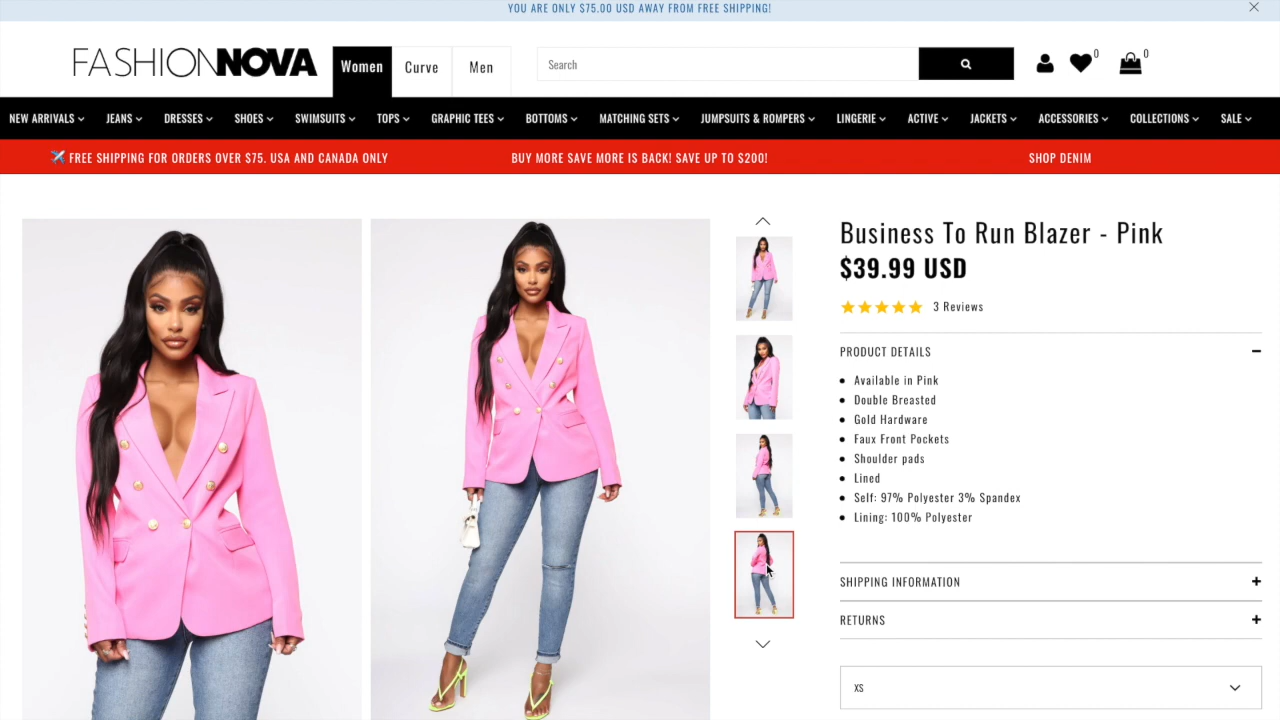 YOU ARE ONLY $75.00 USD AWAY FROM FREE SHIPPING!
FASHIONNOVA
Women
Curve
Men
Search
0
0
NEW ARRIVALS
JEANS
DRESSES
SHOES
SWIMSUITS
TOPS
GRAPHIC TEES
BOTTOMS
MATCHING SETS
JUMPSUITS & ROMPERS
LINGERIE
ACTIVE
JACKETS
ACCESSORIES
COLLECTIONS
SALE
✈️ FREE SHIPPING FOR ORDERS OVER $75. USA AND CANADA ONLY
BUY MORE SAVE MORE IS BACK! SAVE UP TO $200!
SHOP DENIM
Business To Run Blazer - Pink
$39.99 USD
3 Reviews
PRODUCT DETAILS
Available in Pink
Double Breasted
Gold Hardware
Faux Front Pockets
Shoulder pads
Lined
Self: 97% Polyester 3% Spandex
Lining: 100% Polyester
SHIPPING INFORMATION
RETURNS
XS